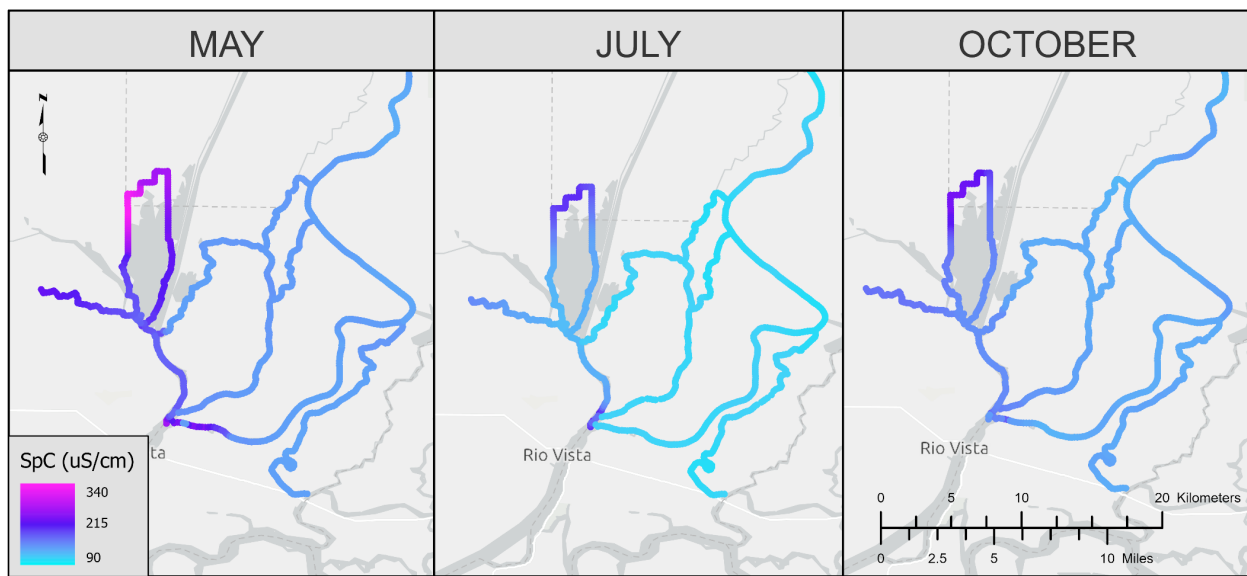 MAY
JULY
OCTOBER
N
SpC (uS/cm)
340
215
90
ta
Rio Vista
Rio Vista
0 5 10 20 Kilometers
0 2.5 5 10 Miles